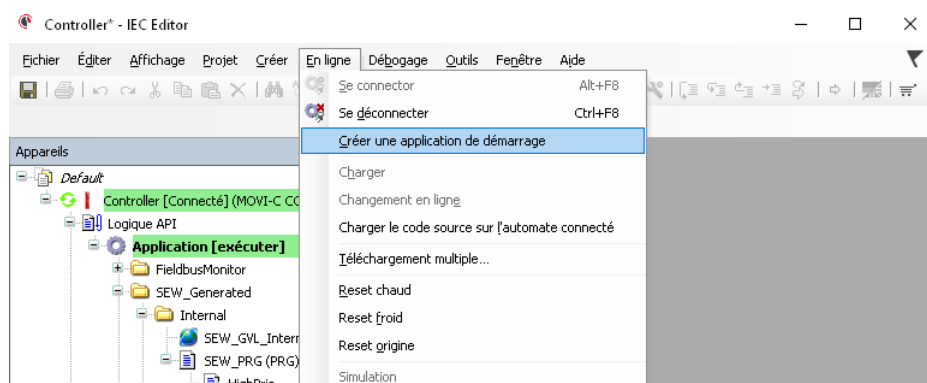 Controller* - IEC Editor
Fichier Éditer Affichage Projet Créer En ligne Débogage Outils Fenêtre Aide
Se connector Alt+F8
Se déconnecter Ctrl+F8
Créer une application de démarrage
Charger
Changement en ligne
Charger le code source sur l'automate connecté
Téléchargement multiple...
Reset chaud
Reset froid
Reset origine
Simulation
Appareils
Default
Controller [Connecté] (MOVI-C CC
Logique API
Application [exécuter]
FieldbusMonitor
SEW_Generated
Internal
SEW_GVL_Intern
SEW_PRG (PRG)
HighPrio